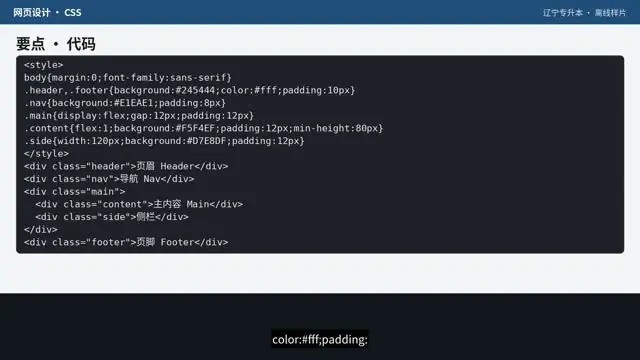 网页设计 • CSS
辽宁专升本 • 离线样片
要点 • 代码
<style>
body{margin:0;font-family:sans-serif}
.header,.footer{background:#245444;color:#fff;padding:10px}
.nav{background:#E1EAE1;padding:8px}
.main{display:flex;gap:12px;padding:12px}
.content{flex:1;background:#F5F4EF;padding:12px;min-height:80px}
.side{width:120px;background:#D7E8DF;padding:12px}
</style>
<div class="header">页眉 Header</div>
<div class="nav">导航 Nav</div>
<div class="main">
  <div class="content">主内容 Main</div>
  <div class="side">侧栏</div>
</div>
<div class="footer">页脚 Footer</div>
color:#fff;padding: